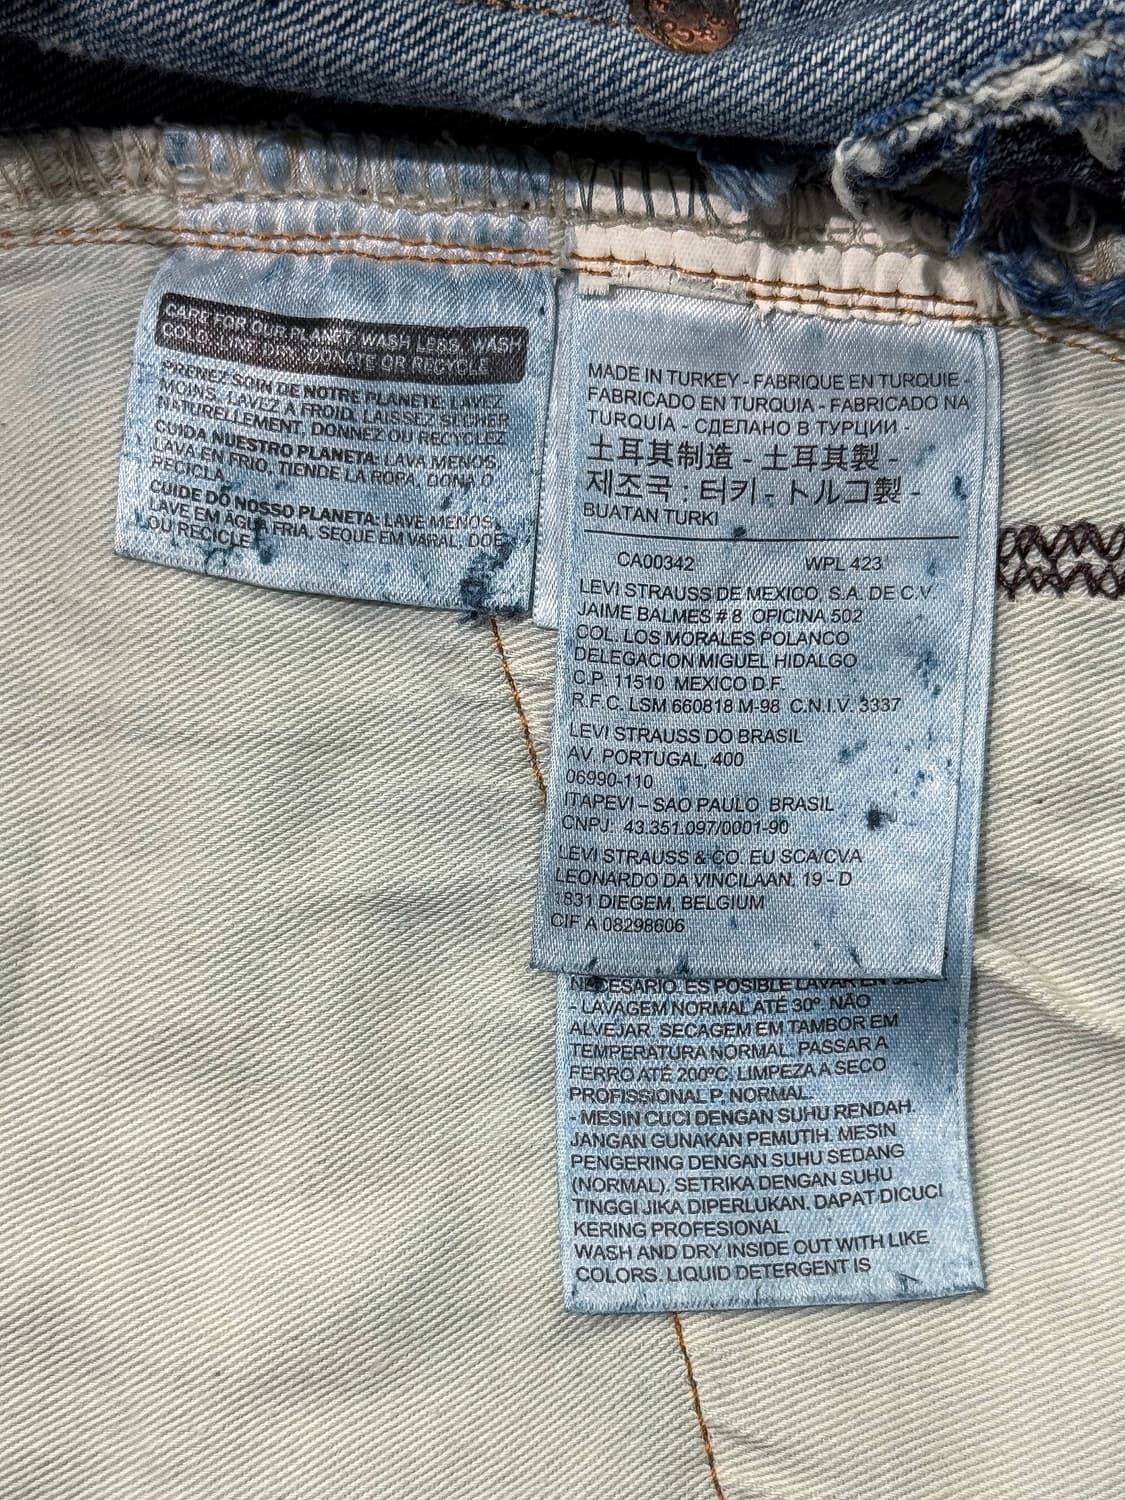 CARE FOR OUR PLANET: WASH LESS, WASH
COLD, LINE DRY, DONATE OR RECYCLE
PRENEZ SOIN DE NOTRE PLANETE: LAVEZ
MOINS, LAVEZ A FROID, LAISSEZ SECHER
NATURELLEMENT, DONNEZ OU RECYCLEZ
CUIDA NUESTRO PLANETA: LAVA MENOS,
LAVA EN FRIO, TIENDE LA ROPA, DONA O
RECICLA.
CUIDE DO NOSSO PLANETA: LAVE MENOS,
LAVE EM AGUA FRIA, SEQUE EM VARAL, DOE
OU RECICLE
MADE IN TURKEY - FABRIQUE EN TURQUIE -
FABRICADO EN TURQUIA - FABRICADO NA
TURQUÍA - СДЕЛАНО В ТУРЦИИ -
土耳其制造 - 土耳其製 -
제조국 : 터키 - トルコ製 -
BUATAN TURKI
CA00342 WPL 423
LEVI STRAUSS DE MEXICO, S.A. DE C.V.
JAIME BALMES # 8 OFICINA 502
COL. LOS MORALES POLANCO
DELEGACION MIGUEL HIDALGO
C.P. 11510 MEXICO D.F.
R.F.C. LSM 660818 M-98 C.N.I.V. 3337
LEVI STRAUSS DO BRASIL
AV. PORTUGAL, 400
06990-110
ITAPEVI – SAO PAULO BRASIL
CNPJ: 43.351.097/0001-90
LEVI STRAUSS & CO. EU SCA/CVA
LEONARDO DA VINCILAAN, 19 - D
1831 DIEGEM, BELGIUM
CIF A 08298606
NECESARIO. ES POSIBLE LAVAR EN SECO
- LAVAGEM NORMAL ATÉ 30º. NÃO
ALVEJAR. SECAGEM EM TAMBOR EM
TEMPERATURA NORMAL. PASSAR A
FERRO ATÉ 200ºC. LIMPEZA A SECO
PROFISSIONAL P, NORMAL.
- MESIN CUCI DENGAN SUHU RENDAH.
JANGAN GUNAKAN PEMUTIH. MESIN
PENGERING DENGAN SUHU SEDANG
(NORMAL). SETRIKA DENGAN SUHU
TINGGI JIKA DIPERLUKAN. DAPAT DICUCI
KERING PROFESIONAL.
WASH AND DRY INSIDE OUT WITH LIKE
COLORS. LIQUID DETERGENT IS